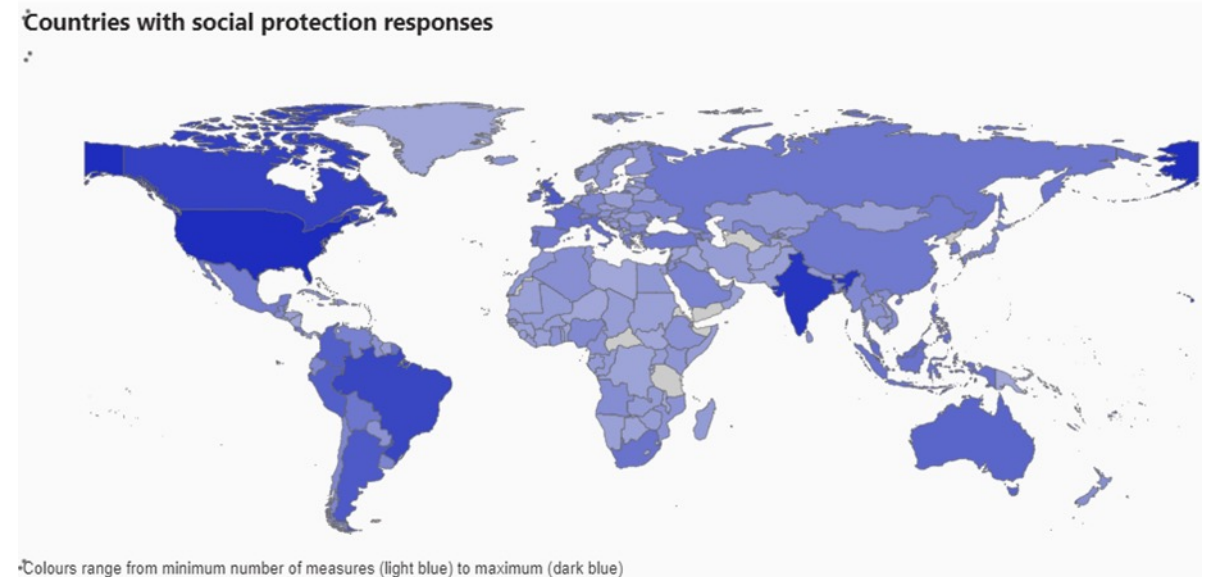 Countries with social protection responses
Colours range from minimum number of measures (light blue) to maximum (dark blue)